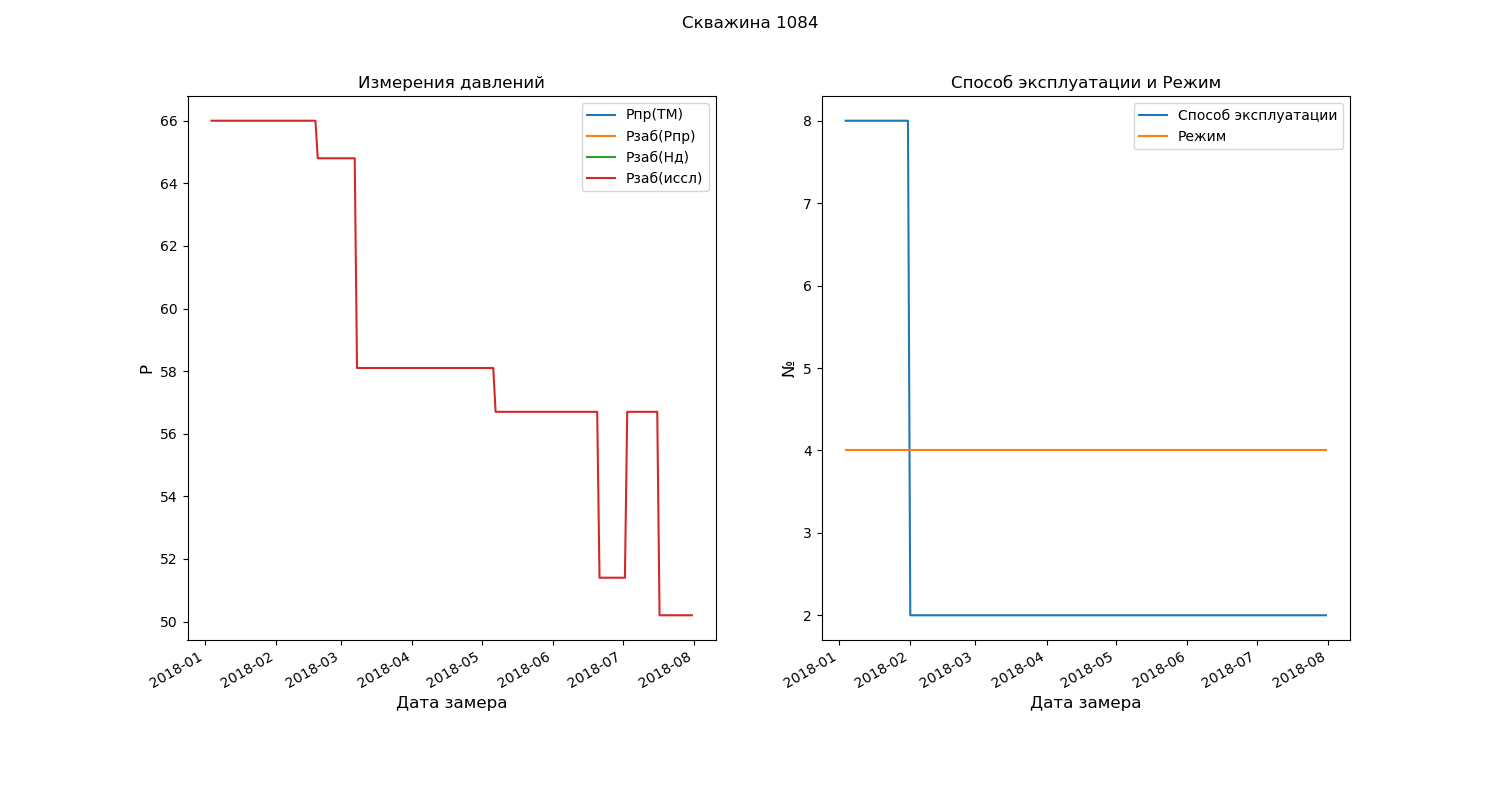 Скважина 1084
Измерения давлений
66
64
62
60
58
56
54
52
50
P
Рпр(ТМ)
Рзаб(Рпр)
Рзаб(Нд)
Рзаб(иссл)
2018-01
2018-02
2018-03
2018-04
2018-05
2018-06
2018-07
2018-08
Дата замера
Способ эксплуатации и Режим
8
7
6
5
4
3
2
№
Способ эксплуатации
Режим
2018-01
2018-02
2018-03
2018-04
2018-05
2018-06
2018-07
2018-08
Дата замера